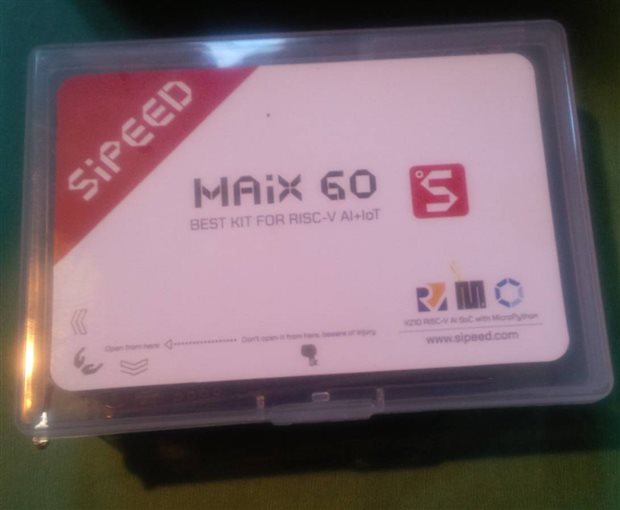 SiPEED
MAiX GO
BEST KIT FOR RISC-V AI+IoT
K210 RISC-V AI SoC with MicroPython
www.sipeed.com
Open from here
Don't open it from here, beware of injury